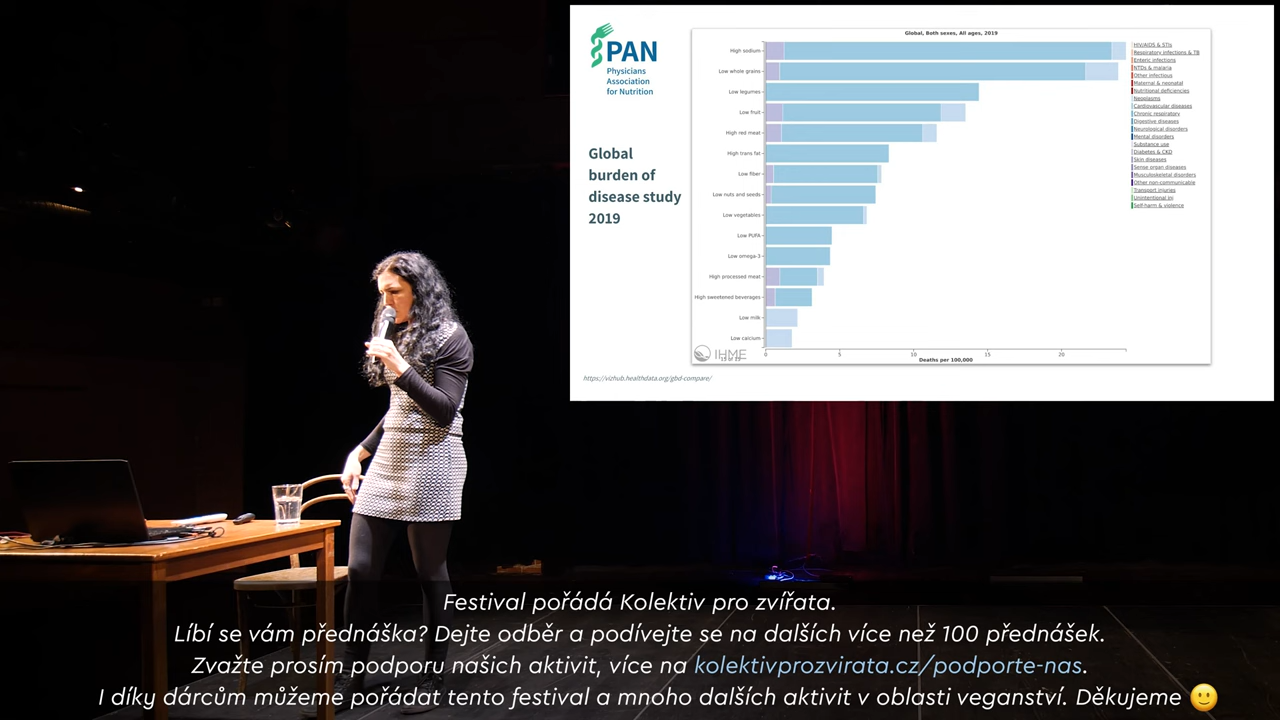 PAN
Physicians
Association
for Nutrition
Global
burden of
disease study
2019
Global, Both sexes, All ages, 2019
High sodium
Low whole grains
Low legumes
Low fruit
High red meat
High trans fat
Low fiber
Low nuts and seeds
Low vegetables
Low PUFA
Low omega-3
High processed meat
High sweetened beverages
Low milk
Low calcium
0 5 10 15 20
Deaths per 100,000
HIV/AIDS & STIs
Respiratory infections & TB
Enteric infections
NTDs & malaria
Other infectious
Maternal & neonatal
Nutritional deficiencies
Neoplasms
Cardiovascular diseases
Chronic respiratory
Digestive diseases
Neurological disorders
Mental disorders
Substance use
Diabetes & CKD
Skin diseases
Sense organ diseases
Musculoskeletal disorders
Other non-communicable
Transport injuries
Unintentional inj
Self-harm & violence
IHME
https://vizhub.healthdata.org/gbd-compare/
Festival pořádá Kolektiv pro zvířata.
Líbí se vám přednáška? Dejte odběr a podívejte se na dalších více než 100 přednášek.
Zvažte prosím podporu našich aktivit, více na kolektivprozvirata.cz/podporte-nas.
I díky dárcům můžeme pořádat tento festival a mnoho dalších aktivit v oblasti veganství. Děkujeme 🙂